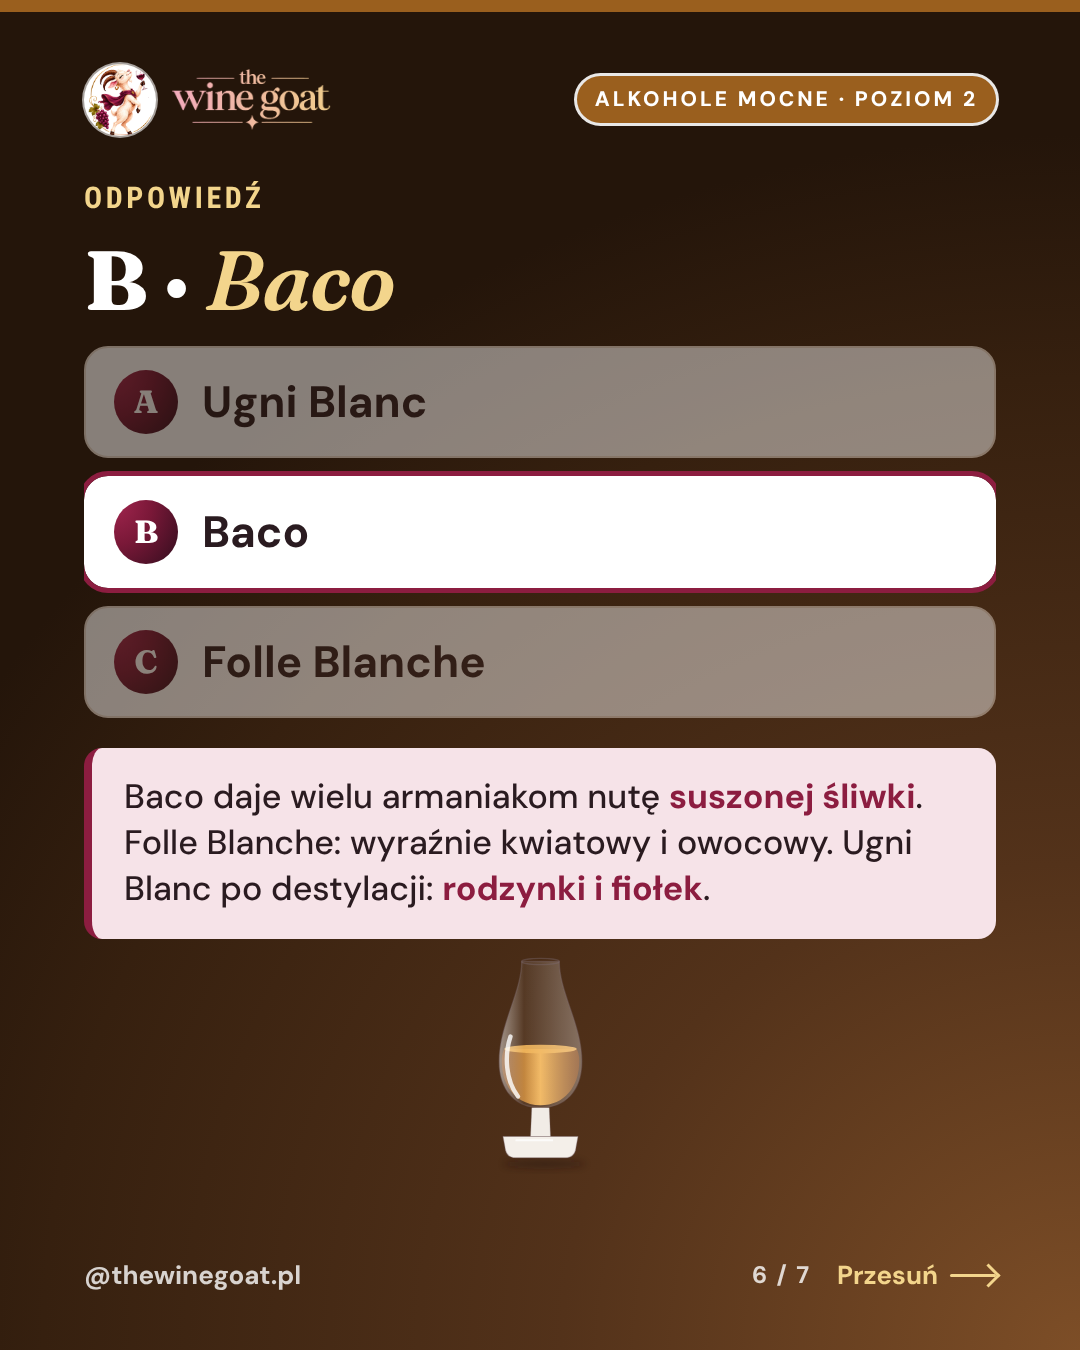 the
wine goat
ALKOHOLE MOCNE · POZIOM 2
ODPOWIEDŹ
B · Baco
A Ugni Blanc
B Baco
C Folle Blanche
Baco daje wielu armaniakom nutę suszonej śliwki.
Folle Blanche: wyraźnie kwiatowy i owocowy. Ugni
Blanc po destylacji: rodzynki i fiołek.
@thewinegoat.pl
6 / 7 Przesuń